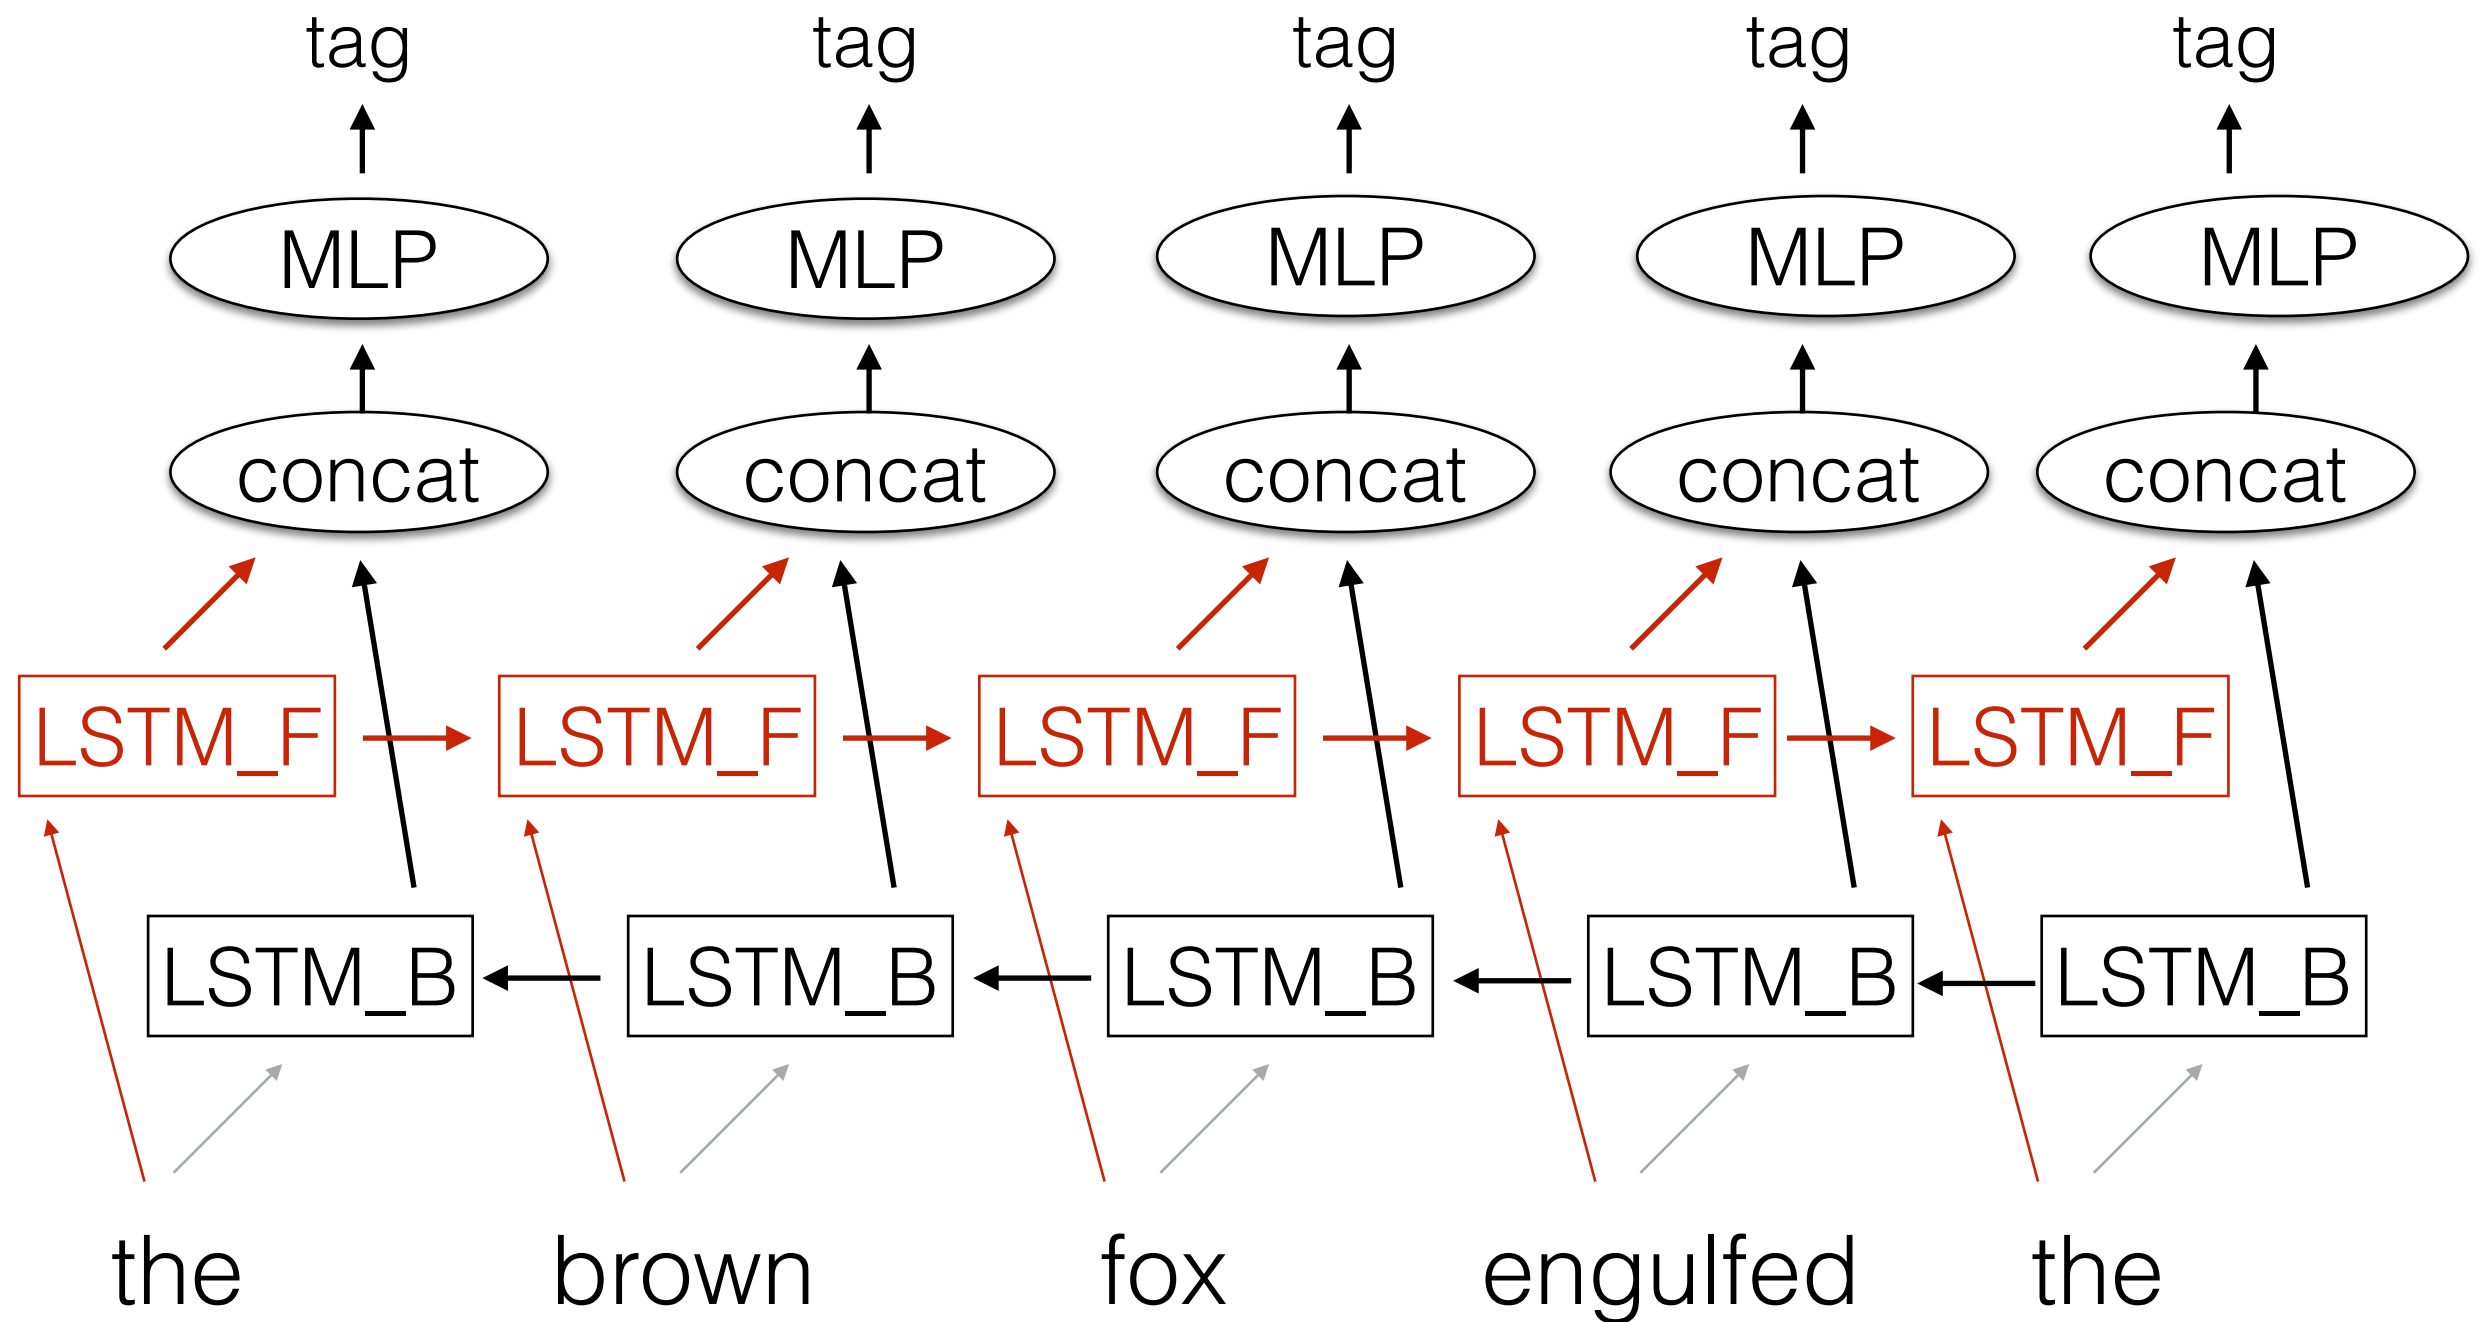 tag tag tag tag tag
MLP MLP MLP MLP MLP
concat concat concat concat concat
LSTM_F LSTM_F LSTM_F LSTM_F LSTM_F
LSTM_B LSTM_B LSTM_B LSTM_B LSTM_B
the brown fox engulfed the